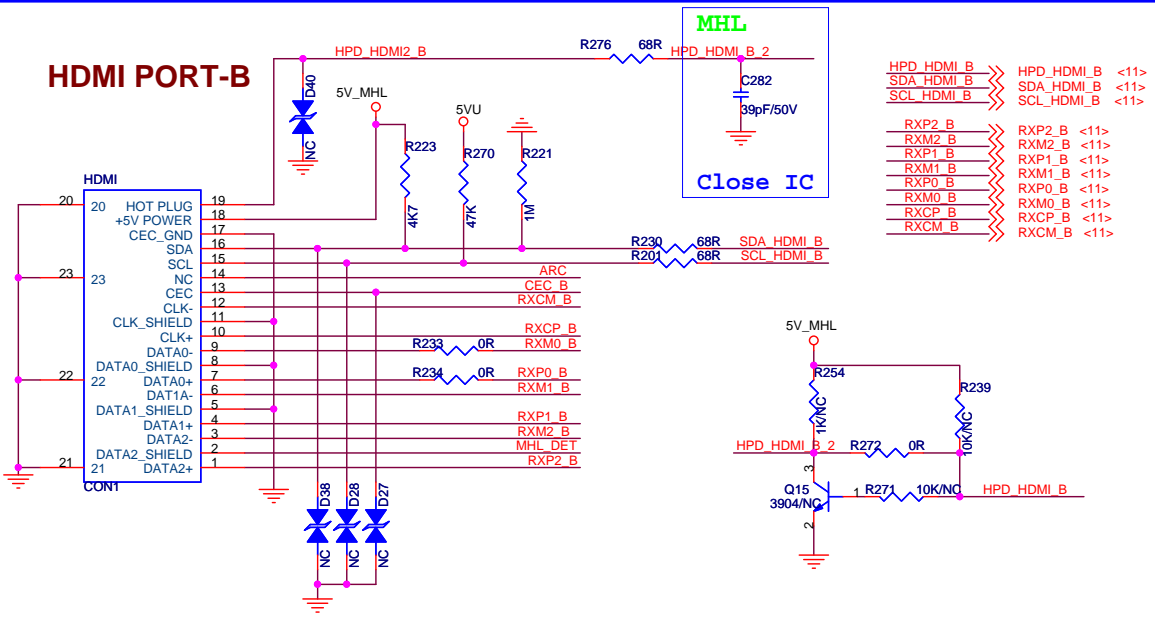 MHL
HPD_HDMI2_B
R276
68R
HPD_HDMI_B_2
HDMI PORT-B
D40
NC
5V_MHL
5VU
C282
39pF/50V
Close IC
HPD_HDMI_B
HPD_HDMI_B <11>
SDA_HDMI_B
SDA_HDMI_B <11>
SCL_HDMI_B
SCL_HDMI_B <11>
RXP2_B
RXP2_B <11>
RXM2_B
RXM2_B <11>
RXP1_B
RXP1_B <11>
RXM1_B
RXM1_B <11>
RXP0_B
RXP0_B <11>
RXM0_B
RXM0_B <11>
RXCP_B
RXCP_B <11>
RXCM_B
RXCM_B <11>
R223
4K7
R270
47K
R221
1M
HDMI
20
20
HOT PLUG
19
+5V POWER
18
CEC_GND
17
SDA
16
R230
68R
SDA_HDMI_B
SCL
15
R201
68R
SCL_HDMI_B
23
23
NC
14
ARC
CEC
13
CEC_B
CLK-
12
RXCM_B
CLK_SHIELD
11
CLK+
10
RXCP_B
DATA0-
9
R233
0R
RXM0_B
DATA0_SHIELD
8
22
22
DATA0+
7
R234
0R
RXP0_B
DAT1A-
6
RXM1_B
DATA1_SHIELD
5
DATA1+
4
RXP1_B
DATA2-
3
RXM2_B
DATA2_SHIELD
2
MHL_DET
21
21
DATA2+
1
RXP2_B
CON1
D38
NC
D28
NC
D27
NC
5V_MHL
R254
1K/NC
R239
10K/NC
HPD_HDMI_B_2
R272
0R
3
Q15
3904/NC
1
R271
10K/NC
HPD_HDMI_B
2